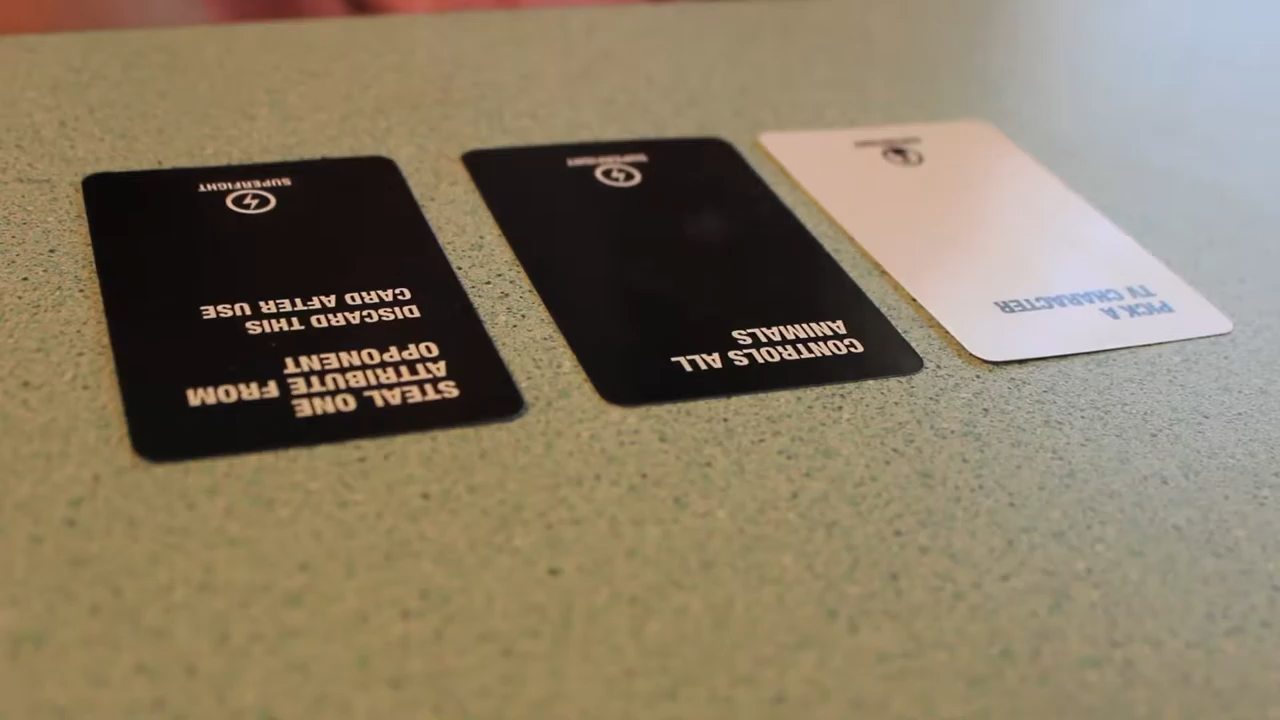 STEAL ONE
ATTRIBUTE FROM
OPPONENT
DISCARD THIS
CARD AFTER USE
SUPERFIGHT
CONTROLS ALL
ANIMALS
SUPERFIGHT
PICK A
TV CHARACTER